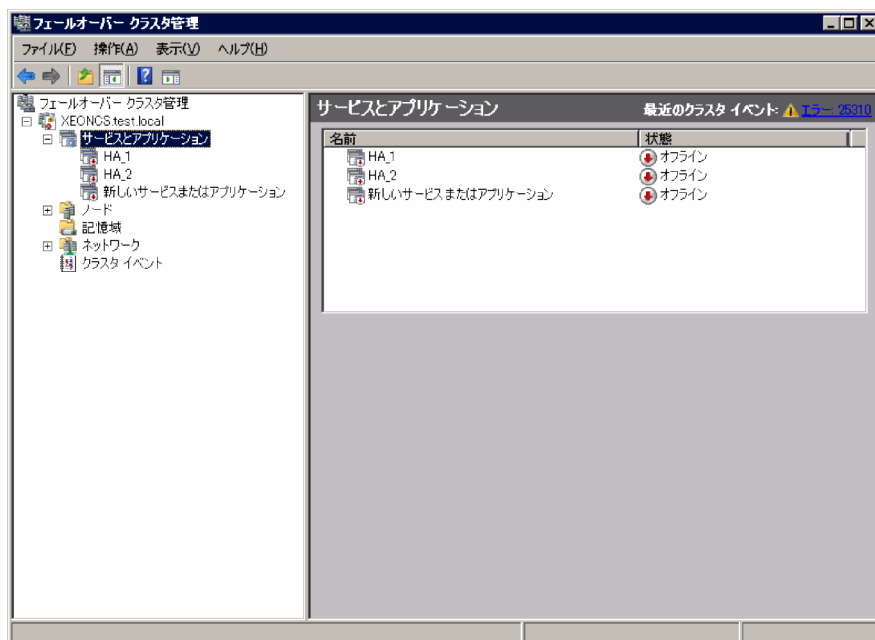 フェールオーバー クラスタ管理
ファイル(F) 操作(A) 表示(V) ヘルプ(H)
フェールオーバー クラスタ管理
XEONCS.test.local
サービスとアプリケーション
HA_1
HA_2
新しいサービスまたはアプリケーション
ノード
記憶域
ネットワーク
クラスタ イベント
サービスとアプリケーション 最近のクラスタ イベント: エラー: 25310
名前 状態
HA_1 オフライン
HA_2 オフライン
新しいサービスまたはアプリケーション オフライン